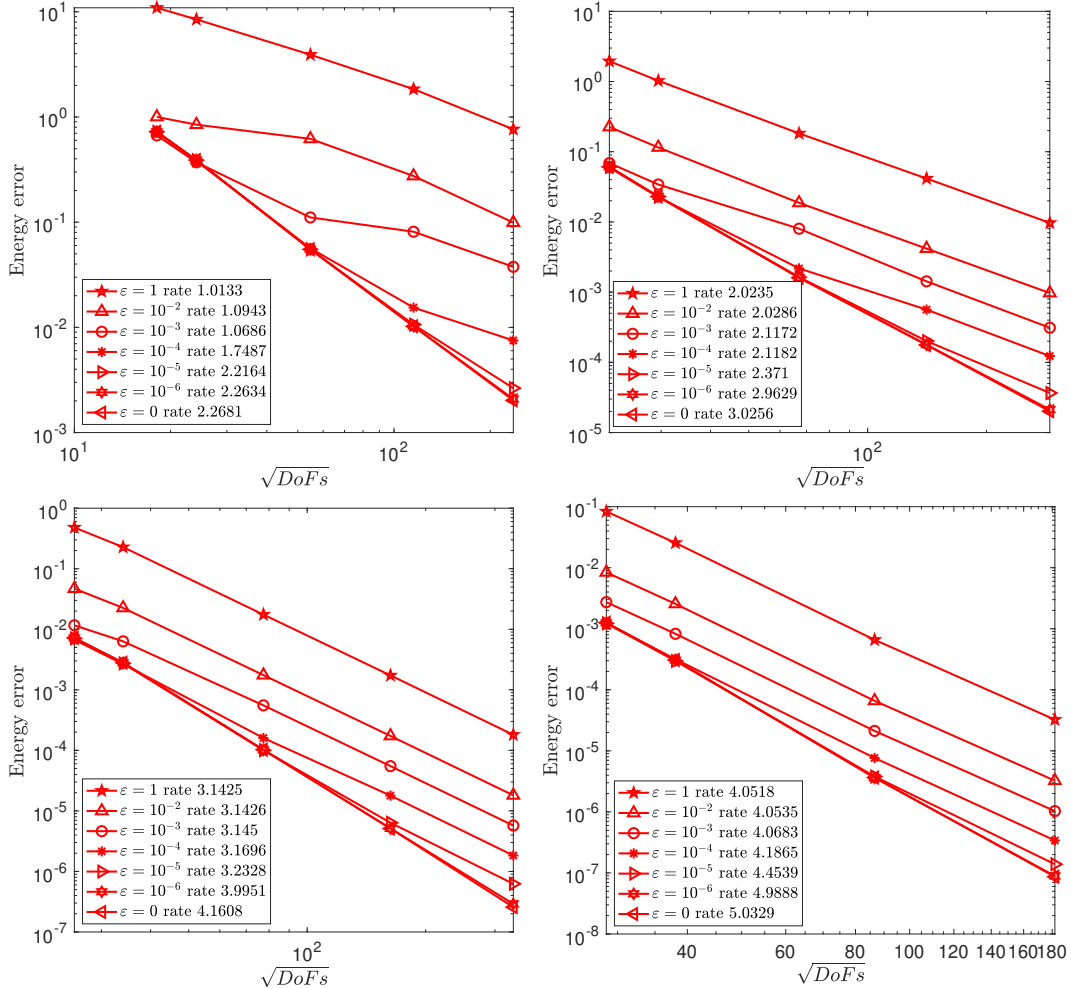 10^1
10^0
10^{-1}
10^{-2}
10^{-3}
Energy error
ε = 1 rate 1.0133
ε = 10^{-2} rate 1.0943
ε = 10^{-3} rate 1.0686
ε = 10^{-4} rate 1.7487
ε = 10^{-5} rate 2.2164
ε = 10^{-6} rate 2.2634
ε = 0 rate 2.2681
10^1 10^2
√DoFs
10^2
10^0
10^{-1}
10^{-2}
10^{-3}
10^{-4}
10^{-5}
Energy error
ε = 1 rate 2.0235
ε = 10^{-2} rate 2.0286
ε = 10^{-3} rate 2.1172
ε = 10^{-4} rate 2.1182
ε = 10^{-5} rate 2.371
ε = 10^{-6} rate 2.9629
ε = 0 rate 3.0256
10^2
√DoFs
10^0
10^{-1}
10^{-2}
10^{-3}
10^{-4}
10^{-5}
10^{-6}
10^{-7}
Energy error
ε = 1 rate 3.1425
ε = 10^{-2} rate 3.1426
ε = 10^{-3} rate 3.145
ε = 10^{-4} rate 3.1696
ε = 10^{-5} rate 3.2328
ε = 10^{-6} rate 3.9951
ε = 0 rate 4.1608
10^2
√DoFs
10^{-1}
10^{-2}
10^{-3}
10^{-4}
10^{-5}
10^{-6}
10^{-7}
10^{-8}
Energy error
ε = 1 rate 4.0518
ε = 10^{-2} rate 4.0535
ε = 10^{-3} rate 4.0683
ε = 10^{-4} rate 4.1865
ε = 10^{-5} rate 4.4539
ε = 10^{-6} rate 4.9888
ε = 0 rate 5.0329
40 60 80 100 120 140 160 180
√DoFs